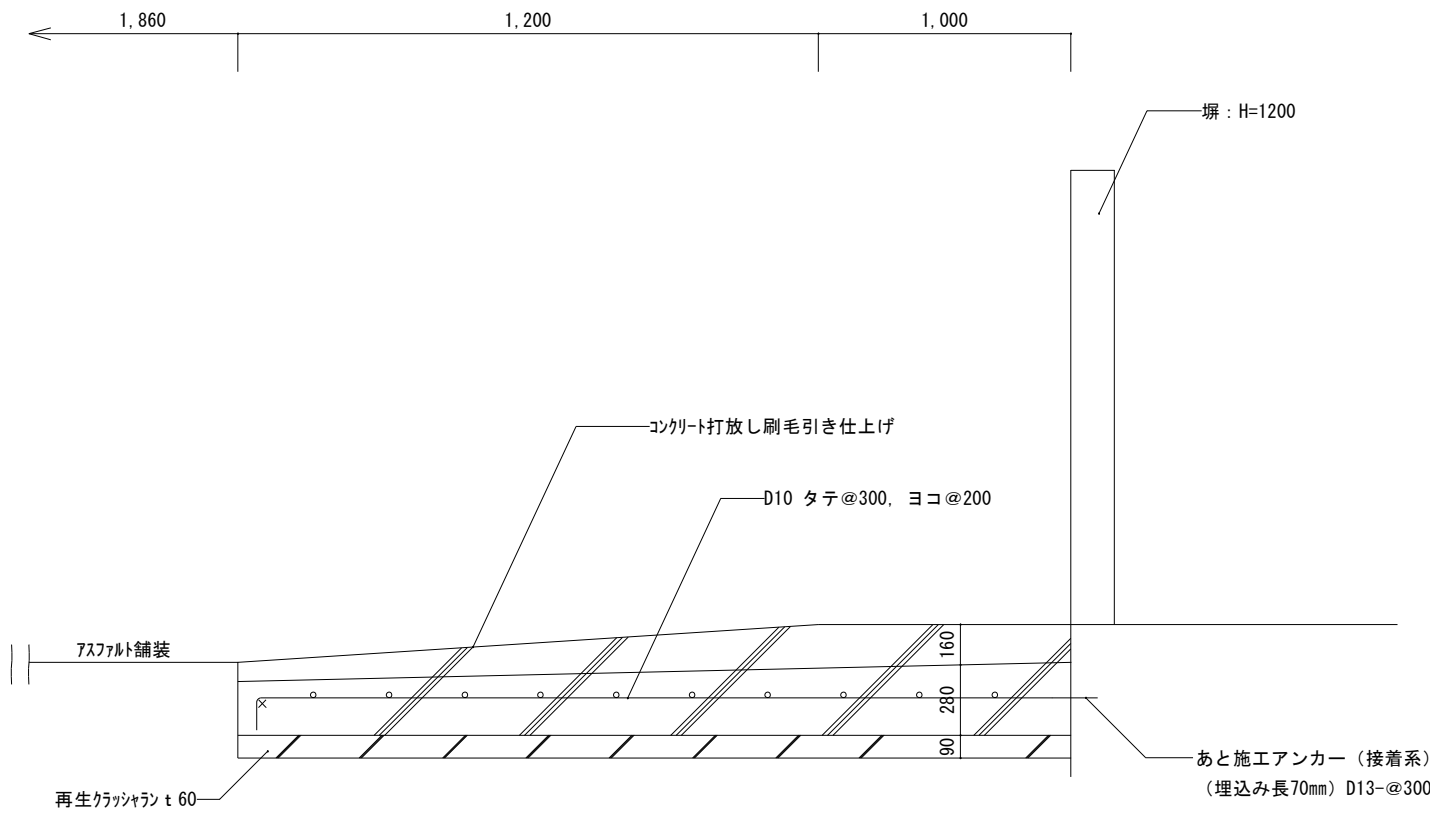 1,860
1,200
1,000
塀：H=1200
コンクリート打放し刷毛引き仕上げ
D10 タテ@300, ヨコ@200
アスファルト舗装
160
280
90
あと施工アンカー（接着系）
（埋込み長70mm）D13-@300
再生クラッシャラン t 60